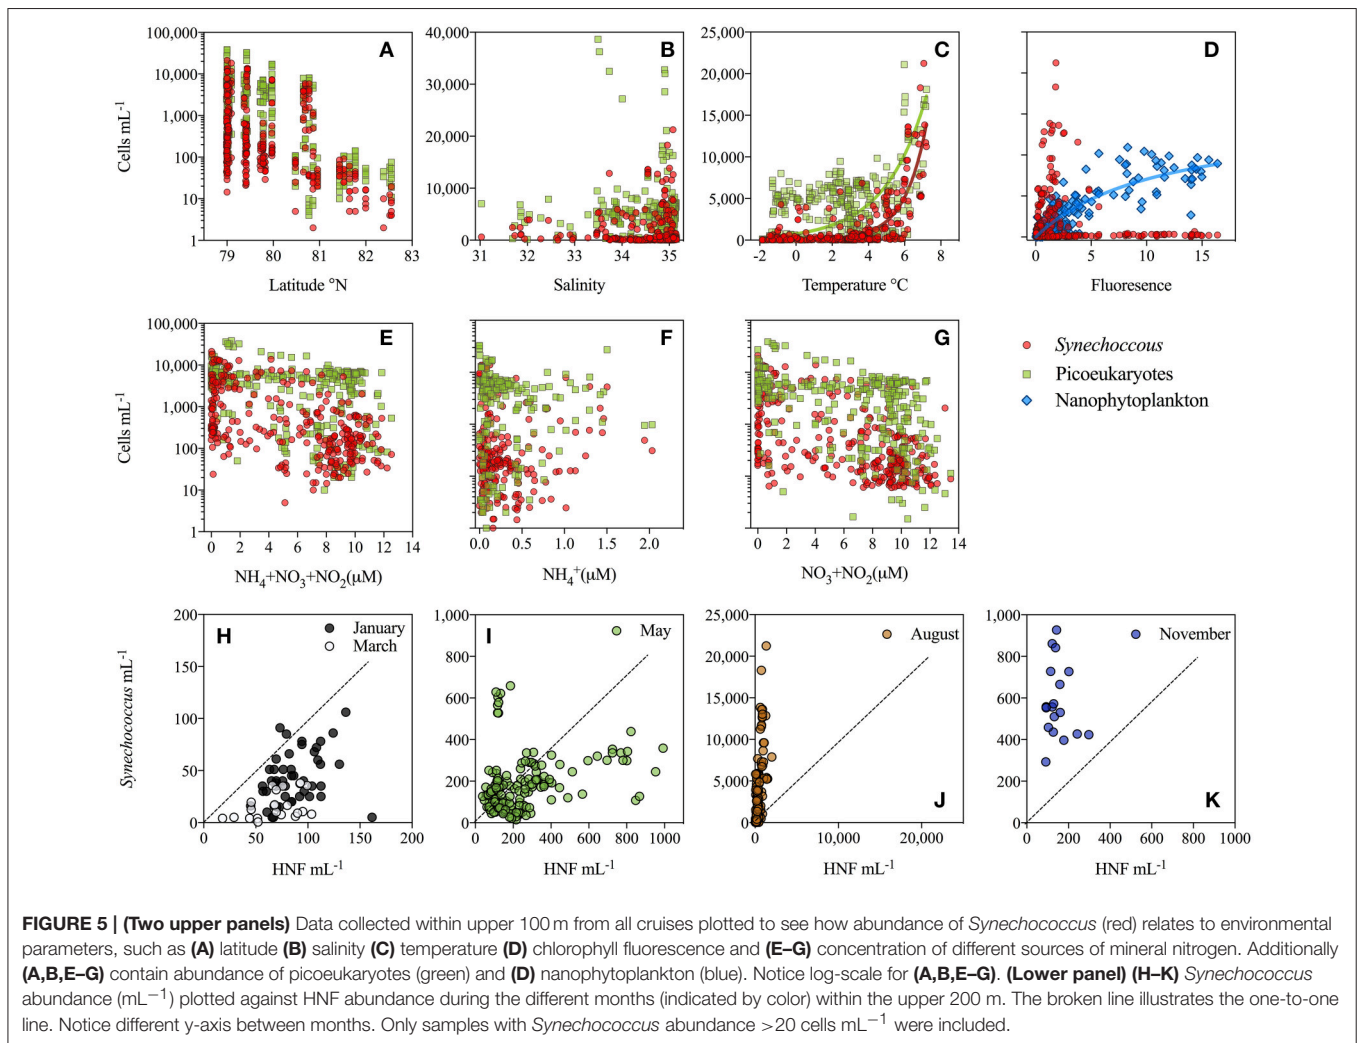 100,000
10,000
1,000
100
10
1
Cells mL-1
A
79 80 81 82 83
Latitude °N
40,000
30,000
20,000
10,000
0
B
31 32 33 34 35
Salinity
25,000
20,000
15,000
10,000
5,000
0
C
-2 0 2 4 6 8
Temperature °C
D
0 5 10 15
Fluoresence
100,000
10,000
1,000
100
10
1
Cells mL-1
E
0 2 4 6 8 10 12 14
NH4+NO3+NO2(μM)
F
0.0 0.5 1.0 1.5 2.0
NH4+(μM)
G
0 2 4 6 8 10 12 14
NO3+NO2(μM)
Synechoccous
Picoeukaryotes
Nanophytoplankton
200
150
100
50
0
Synechococcus mL-1
H
January
March
0 50 100 150 200
HNF mL-1
1,000
800
600
400
200
0
I
May
0 200 400 600 800 1000
HNF mL-1
25,000
20,000
15,000
10,000
5,000
0
August
J
0 10,000 20,000
HNF mL-1
1,000
800
600
400
200
0
November
K
0 200 400 600 800 1000
HNF mL-1
FIGURE 5 | (Two upper panels) Data collected within upper 100 m from all cruises plotted to see how abundance of Synechococcus (red) relates to environmental
parameters, such as (A) latitude (B) salinity (C) temperature (D) chlorophyll fluorescence and (E–G) concentration of different sources of mineral nitrogen. Additionally
(A,B,E–G) contain abundance of picoeukaryotes (green) and (D) nanophytoplankton (blue). Notice log-scale for (A,B,E–G). (Lower panel) (H–K) Synechococcus
abundance (mL−1) plotted against HNF abundance during the different months (indicated by color) within the upper 200 m. The broken line illustrates the one-to-one
line. Notice different y-axis between months. Only samples with Synechococcus abundance >20 cells mL−1 were included.